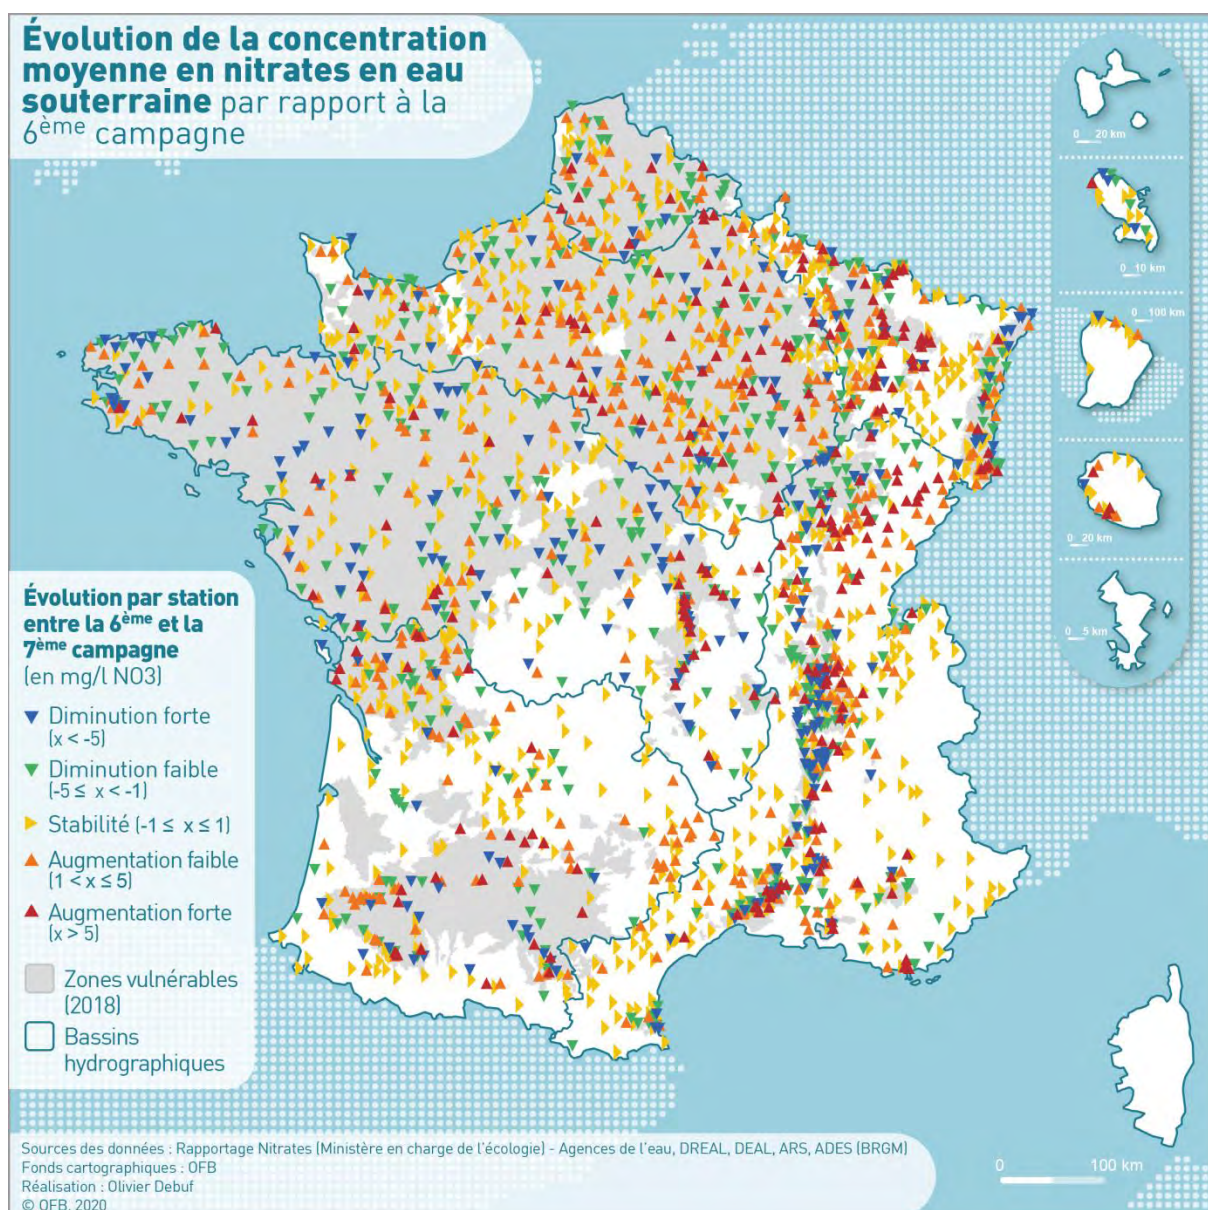 Évolution de la concentration
moyenne en nitrates en eau
souterraine par rapport à la
6ème campagne
0 20 km
0 10 km
0 100 km
0 20 km
0 5 km
Évolution par station
entre la 6ème et la
7ème campagne
(en mg/l NO3)
Diminution forte
(x < -5)
Diminution faible
(-5 ≤ x < -1)
Stabilité (-1 ≤ x ≤ 1)
Augmentation faible
(1 < x ≤ 5)
Augmentation forte
(x > 5)
Zones vulnérables
(2018)
Bassins
hydrographiques
Sources des données : Rapportage Nitrates (Ministère en charge de l'écologie) - Agences de l'eau, DREAL, DEAL, ARS, ADES (BRGM)
Fonds cartographiques : OFB
Réalisation : Olivier Debuf
© OFB, 2020
0 100 km